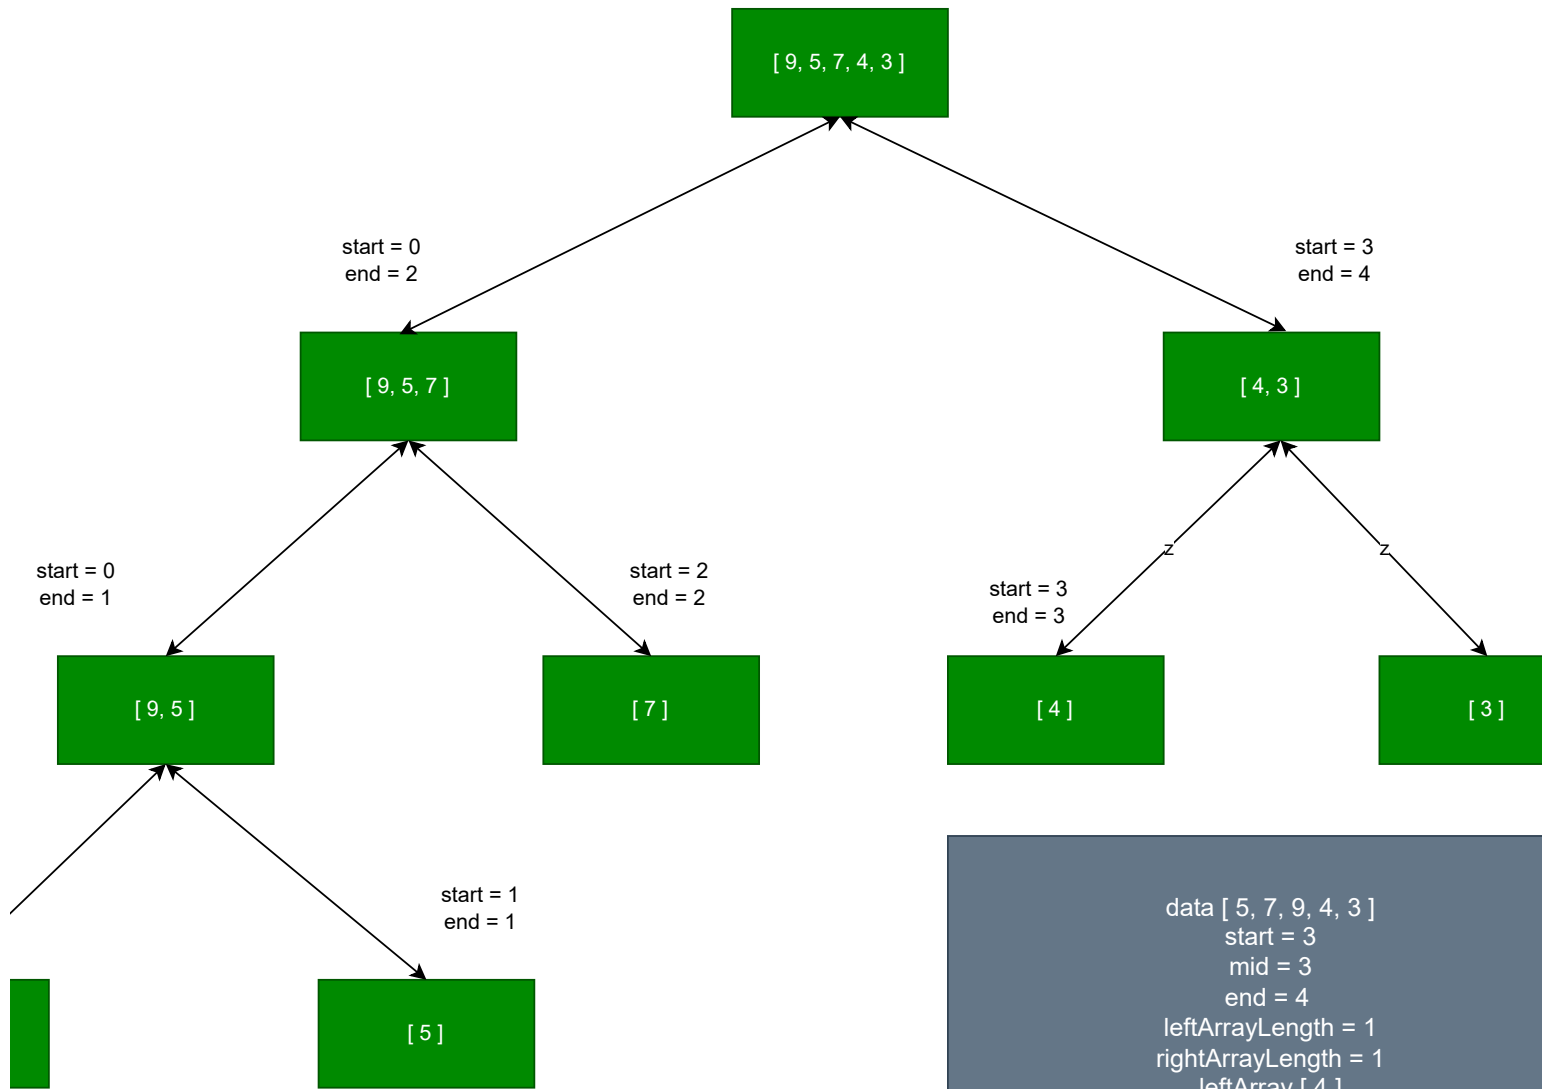 [ 9, 5, 7, 4, 3 ]
start = 0
end = 2
start = 3
end = 4
[ 9, 5, 7 ]
[ 4, 3 ]
z
z
start = 0
end = 1
start = 2
end = 2
start = 3
end = 3
[ 9, 5 ]
[ 7 ]
[ 4 ]
[ 3 ]
start = 1
end = 1
[ 5 ]
data [ 5, 7, 9, 4, 3 ]
start = 3
mid = 3
end = 4
leftArrayLength = 1
rightArrayLength = 1
leftArray [ 4 ]